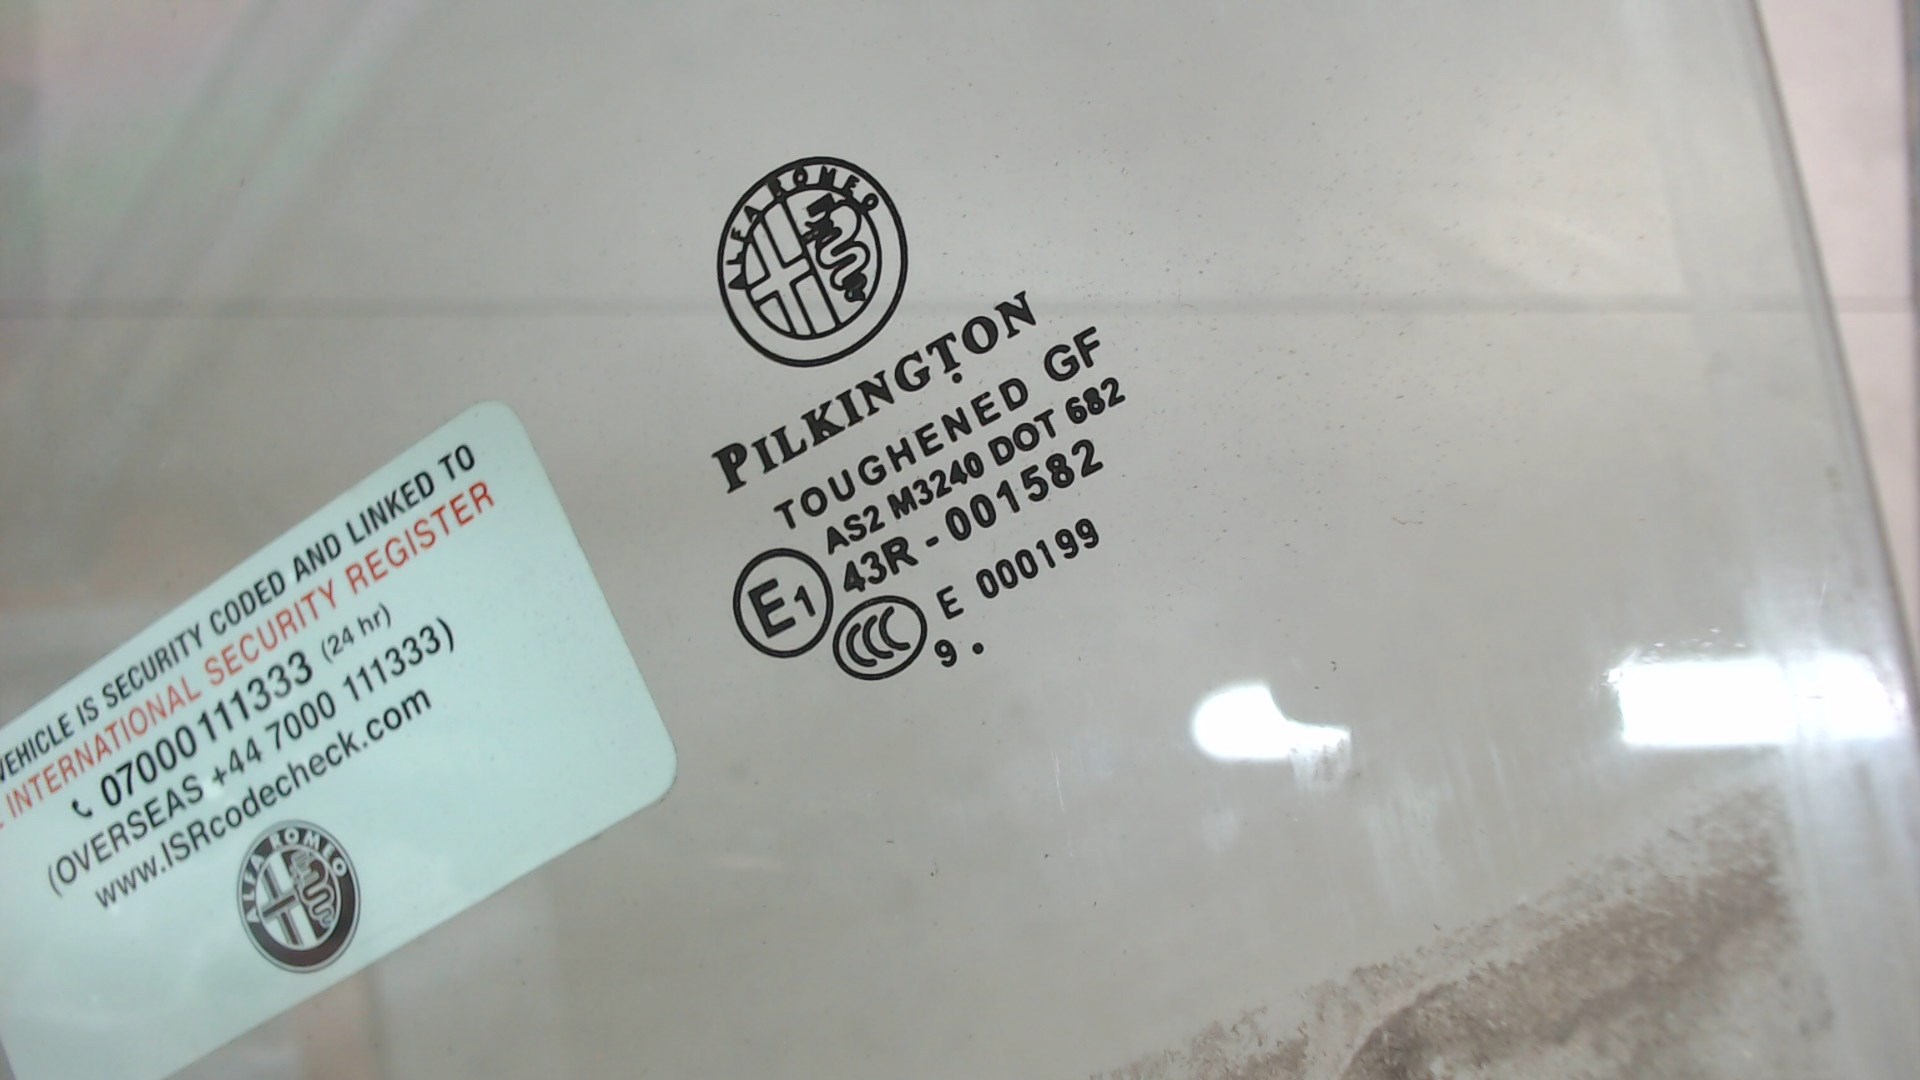 ALFA ROMEO
PILKINGTON
TOUGHENED GF
AS2 M3240 DOT 682
E1 43R - 001582
CCC E 000199
9 .
VEHICLE IS SECURITY CODED AND LINKED TO
INTERNATIONAL SECURITY REGISTER
07000 111333 (24 hr)
(OVERSEAS +44 7000 111333)
www.ISRcodecheck.com
ALFA ROMEO